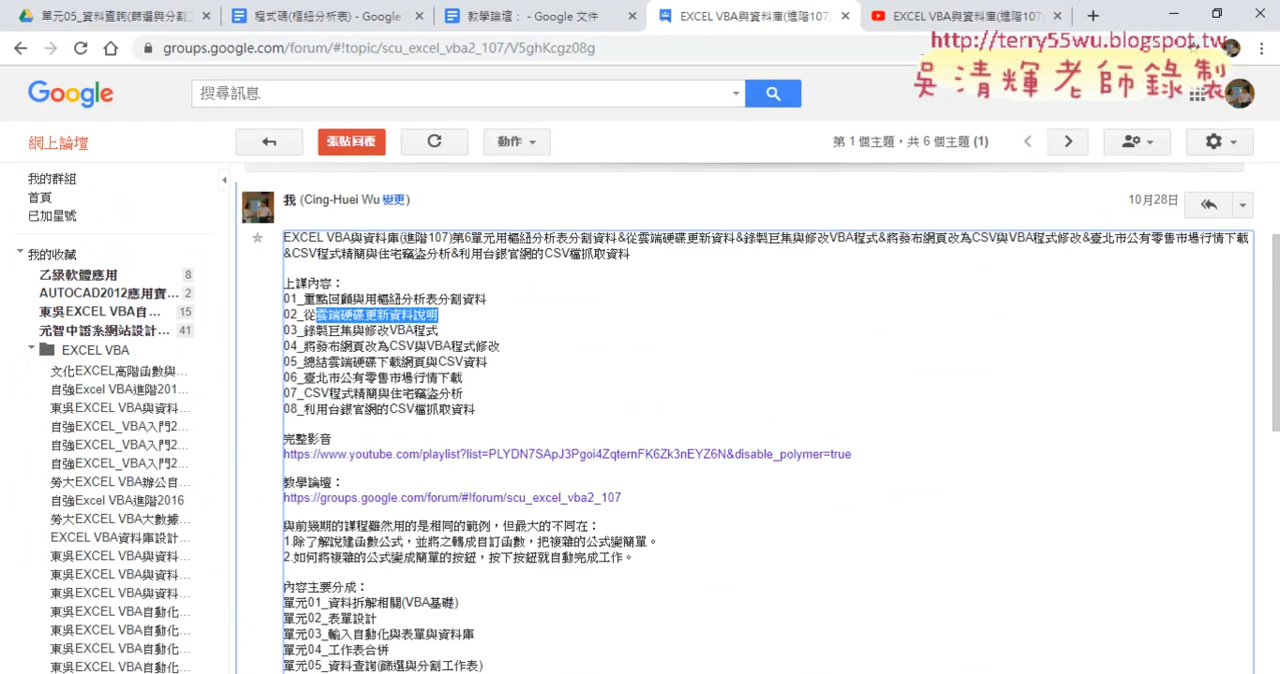 單元05_資料查詢(篩選與分割工
程式碼(樞紐分析表) - Google
教學論壇： - Google 文件
EXCEL VBA與資料庫(進階107)
EXCEL VBA與資料庫(進階107)
groups.google.com/forum/#!topic/scu_excel_vba2_107/V5ghKcgz08g
http://terry55wu.blogspot.tw
吳清輝老師錄製
Google
搜尋訊息
網上論壇
張貼回覆
動作
第 1 個主題，共 6 個主題 (1)
我的群組
首頁
已加星號
我的收藏
乙級軟體應用 8
AUTOCAD2012應用實... 2
東吳EXCEL VBA自... 15
元智中語系網站設計... 41
EXCEL VBA
文化EXCEL高階函數與...
自強Excel VBA進階201...
東吳EXCEL VBA與資料...
自強EXCEL_VBA入門2...
自強EXCEL_VBA入門2...
自強EXCEL_VBA入門2...
勞大EXCEL VBA辦公自...
自強Excel VBA進階2016
勞大EXCEL VBA大數據...
EXCEL VBA資料庫設計...
東吳EXCEL VBA與資料...
東吳EXCEL VBA與資料...
東吳EXCEL VBA與資料...
東吳EXCEL VBA自動化...
東吳EXCEL VBA自動化...
東吳EXCEL VBA自動化...
東吳EXCEL VBA自動化...
我 (Cing-Huei Wu 變更)
10月28日
EXCEL VBA與資料庫(進階107)第6單元用樞紐分析表分割資料&從雲端硬碟更新資料&錄製巨集與修改VBA程式&將發布網頁改為CSV與VBA程式修改&臺北市公有零售市場行情下載
&CSV程式精簡與住宅竊盜分析&利用台銀官網的CSV檔抓取資料
上課內容：
01_重點回顧與用樞紐分析表分割資料
02_從雲端硬碟更新資料說明
03_錄製巨集與修改VBA程式
04_將發布網頁改為CSV與VBA程式修改
05_總結雲端硬碟下載網頁與CSV資料
06_臺北市公有零售市場行情下載
07_CSV程式精簡與住宅竊盜分析
08_利用台銀官網的CSV檔抓取資料
完整影音
https://www.youtube.com/playlist?list=PLYDN7SApJ3Pgoi4ZqternFK6Zk3nEYZ6N&disable_polymer=true
教學論壇：
https://groups.google.com/forum/#!forum/scu_excel_vba2_107
與前幾期的課程雖然用的是相同的範例，但最大的不同在：
1.除了解說建函數公式，並將之轉成自訂函數，把複雜的公式變簡單。
2.如何將複雜的公式變成簡單的按鈕，按下按鈕就自動完成工作。
內容主要分成：
單元01_資料拆解相關(VBA基礎)
單元02_表單設計
單元03_輸入自動化與表單與資料庫
單元04_工作表合併
單元05_資料查詢(篩選與分割工作表)